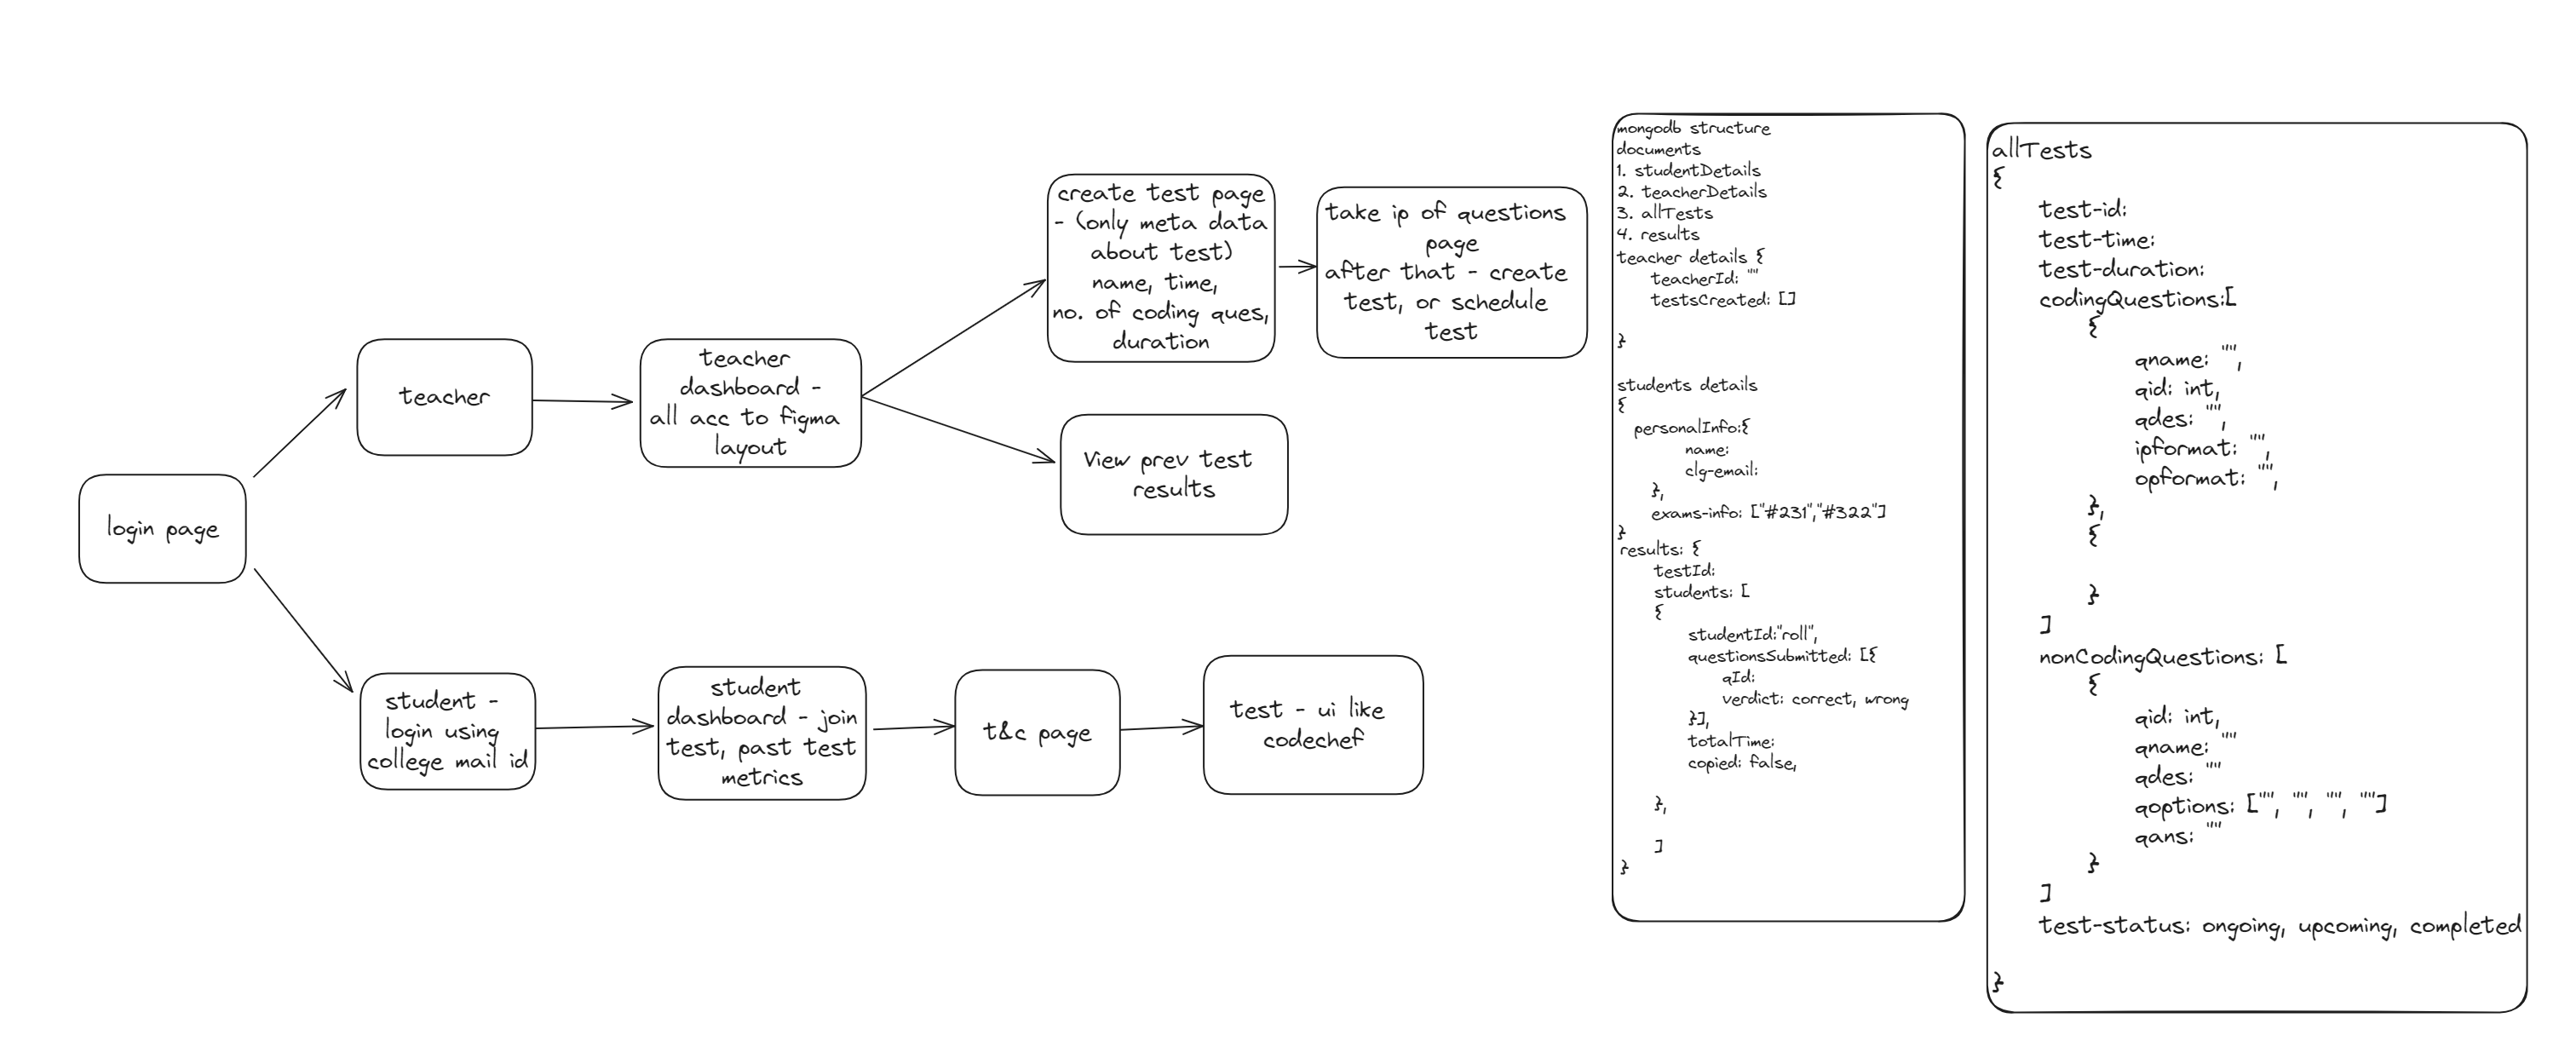 login page
teacher
teacher
dashboard -
all acc to figma
layout
create test page
- (only meta data
about test)
name, time,
no. of coding ques,
duration
take ip of questions
page
after that - create
test, or schedule
test
View prev test
results
student -
login using
college mail id
student
dashboard - join
test, past test
metrics
t&c page
test - ui like
codechef
mongodb structure
documents
1. studentDetails
2. teacherDetails
3. allTests
4. results
teacher details {
teacherId: ""
testsCreated: []
}
students details
{
personalInfo:{
name:
clg-email:
},
exams-info: ["#231","#322"]
}
results: {
testId:
students: [
{
studentId:"roll",
questionsSubmitted: [{
qId:
verdict: correct, wrong
}],
totalTime:
copied: false,
},
]
}
allTests
{
test-id:
test-time:
test-duration:
codingQuestions:[
{
qname: "",
qid: int,
qdes: "",
ipformat: "",
opformat: "",
},
{
}
]
nonCodingQuestions: [
{
qid: int,
qname: ""
qdes: ""
qoptions: ["", "", "", ""]
qans: ""
}
]
test-status: ongoing, upcoming, completed
}